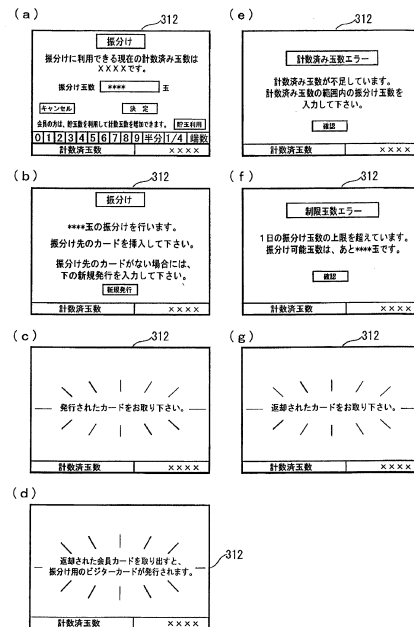 (a)
312
振分け
振分けに利用できる現在の計数済み玉数は
××××です。
振分け玉数 **** 玉
キャンセル 決 定
会員の方は、貯玉数を利用して計数玉数を増加できます。 貯玉利用
0 1 2 3 4 5 6 7 8 9 半分 1/4 端数
計数済玉数 ××××
(b)
312
振分け
****玉の振分けを行います。
振分け先のカードを挿入して下さい。
振分け先のカードがない場合には、
下の新規発行を入力して下さい。
新規発行
計数済玉数 ××××
(c)
312
発行されたカードをお取り下さい。
計数済玉数 ××××
(d)
312
返却された会員カードを取り出すと、
振分け用のビジターカードが発行されます。
計数済玉数 ××××
(e)
312
計数済み玉数エラー
計数済み玉数が不足しています。
計数済み玉数の範囲内の振分け玉数を
入力して下さい。
確認
計数済玉数 ××××
(f)
312
制限玉数エラー
1日の振分け玉数の上限を超えています。
振分け可能玉数は、あと****玉です。
確認
計数済玉数 ××××
(g)
312
返却されたカードをお取り下さい。
計数済玉数 ××××